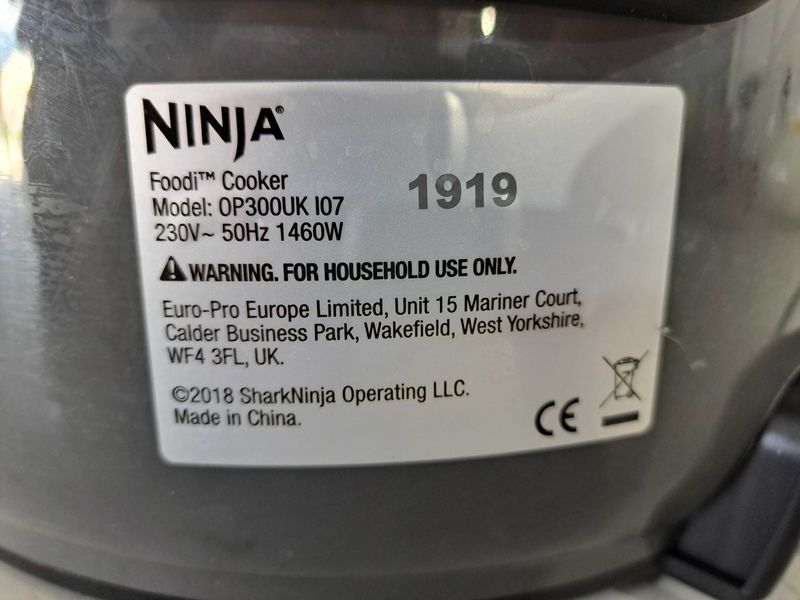 NINJA®
Foodi™ Cooker
Model: OP300UK I07
230V~ 50Hz 1460W
1919
⚠WARNING. FOR HOUSEHOLD USE ONLY.
Euro-Pro Europe Limited, Unit 15 Mariner Court,
Calder Business Park, Wakefield, West Yorkshire,
WF4 3FL, UK.
©2018 SharkNinja Operating LLC.
Made in China.
CE